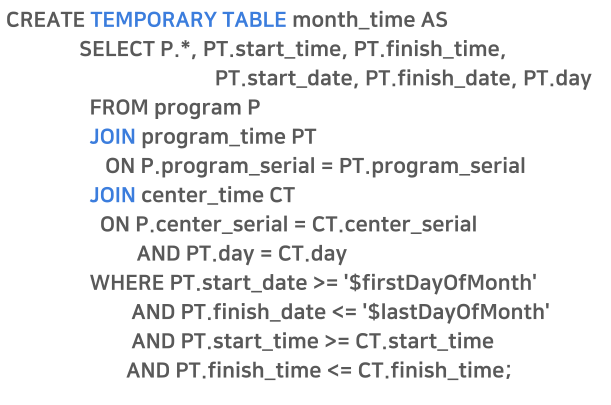 CREATE TEMPORARY TABLE month_time AS
SELECT P.*, PT.start_time, PT.finish_time,
PT.start_date, PT.finish_date, PT.day
FROM program P
JOIN program_time PT
ON P.program_serial = PT.program_serial
JOIN center_time CT
ON P.center_serial = CT.center_serial
AND PT.day = CT.day
WHERE PT.start_date >= '$firstDayOfMonth'
AND PT.finish_date <= '$lastDayOfMonth'
AND PT.start_time >= CT.start_time
AND PT.finish_time <= CT.finish_time;